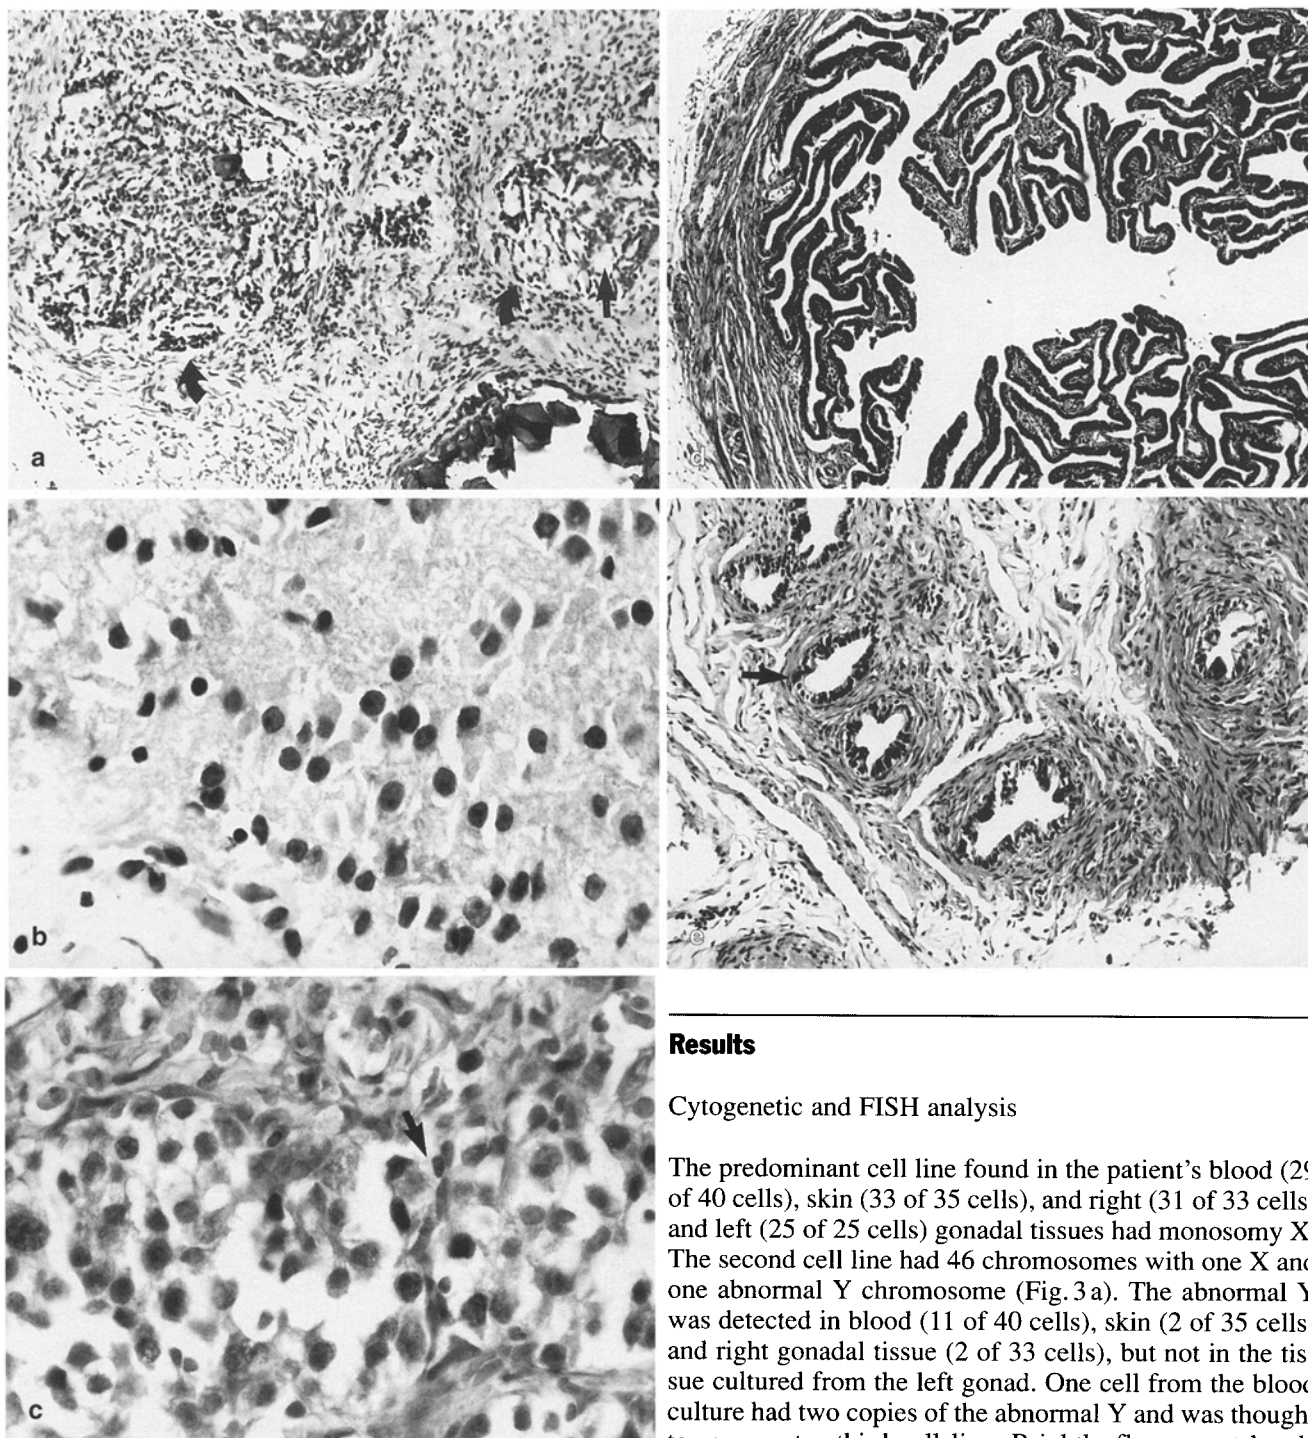 a
d
b
e
c
Results
Cytogenetic and FISH analysis
The predominant cell line found in the patient's blood (29
of 40 cells), skin (33 of 35 cells), and right (31 of 33 cells
and left (25 of 25 cells) gonadal tissues had monosomy X.
The second cell line had 46 chromosomes with one X and
one abnormal Y chromosome (Fig. 3 a). The abnormal Y
was detected in blood (11 of 40 cells), skin (2 of 35 cells
and right gonadal tissue (2 of 33 cells), but not in the tis
sue cultured from the left gonad. One cell from the blood
culture had two copies of the abnormal Y and was though